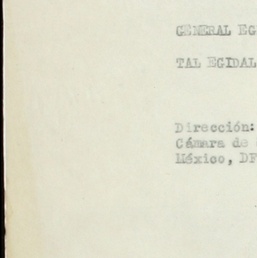 GENERAL EG
TAL EGIDAL
Dirección:
Cámara de
México, DF